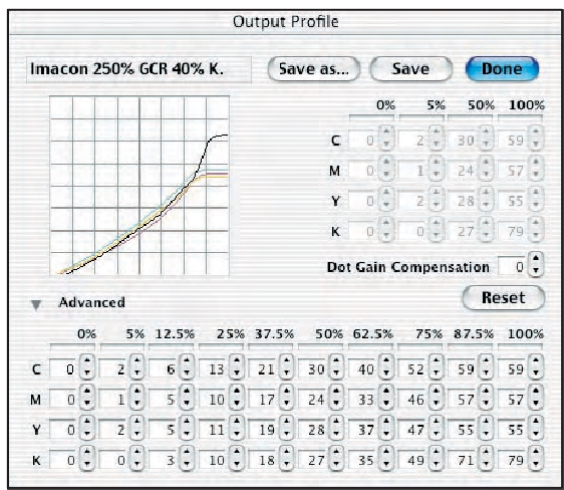 Output Profile
Imacon 250% GCR 40% K. Save as... Save Done
0% 5% 50% 100%
C 0 2 30 59
M 0 1 24 57
Y 0 2 28 55
K 0 0 27 79
Dot Gain Compensation 0
Advanced Reset
0% 5% 12.5% 25% 37.5% 50% 62.5% 75% 87.5% 100%
C 0 2 6 13 21 30 40 52 59 59
M 0 1 5 10 17 24 33 46 57 57
Y 0 2 5 11 19 28 37 47 55 55
K 0 0 3 10 18 27 35 49 71 79